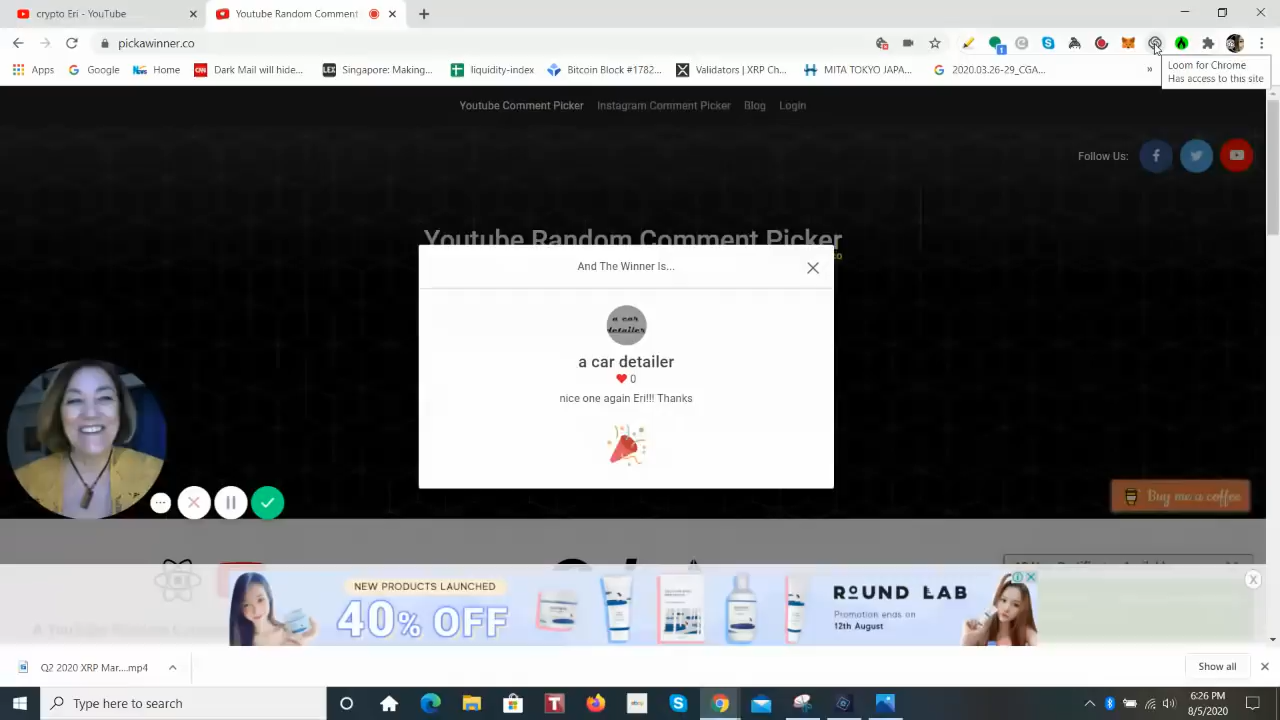 crypto Eri - YouTube
Youtube Random Comment
pickawinner.co
1
Loom for Chrome
Has access to this site
Apps
Google
Home
CNN
Dark Mail will hide...
LEX
Singapore: Making...
liquidity-index
Bitcoin Block #1782...
Validators | XRP Ch...
MITA TOKYO JAPA...
2020.03.26-29_CGA...
»
Youtube Comment Picker
Instagram Comment Picker
Blog
Login
Follow Us:
Youtube Random Comment Picker
co
And The Winner Is...
a car detailer
a car detailer
0
nice one again Eri!!! Thanks
Buy me a coffee
NEW PRODUCTS LAUNCHED
40% OFF
ROUND LAB
Promotion ends on
12th August
Q2 2020 XRP Mar....mp4
Show all
Type here to search
ebay
6:26 PM
8/5/2020